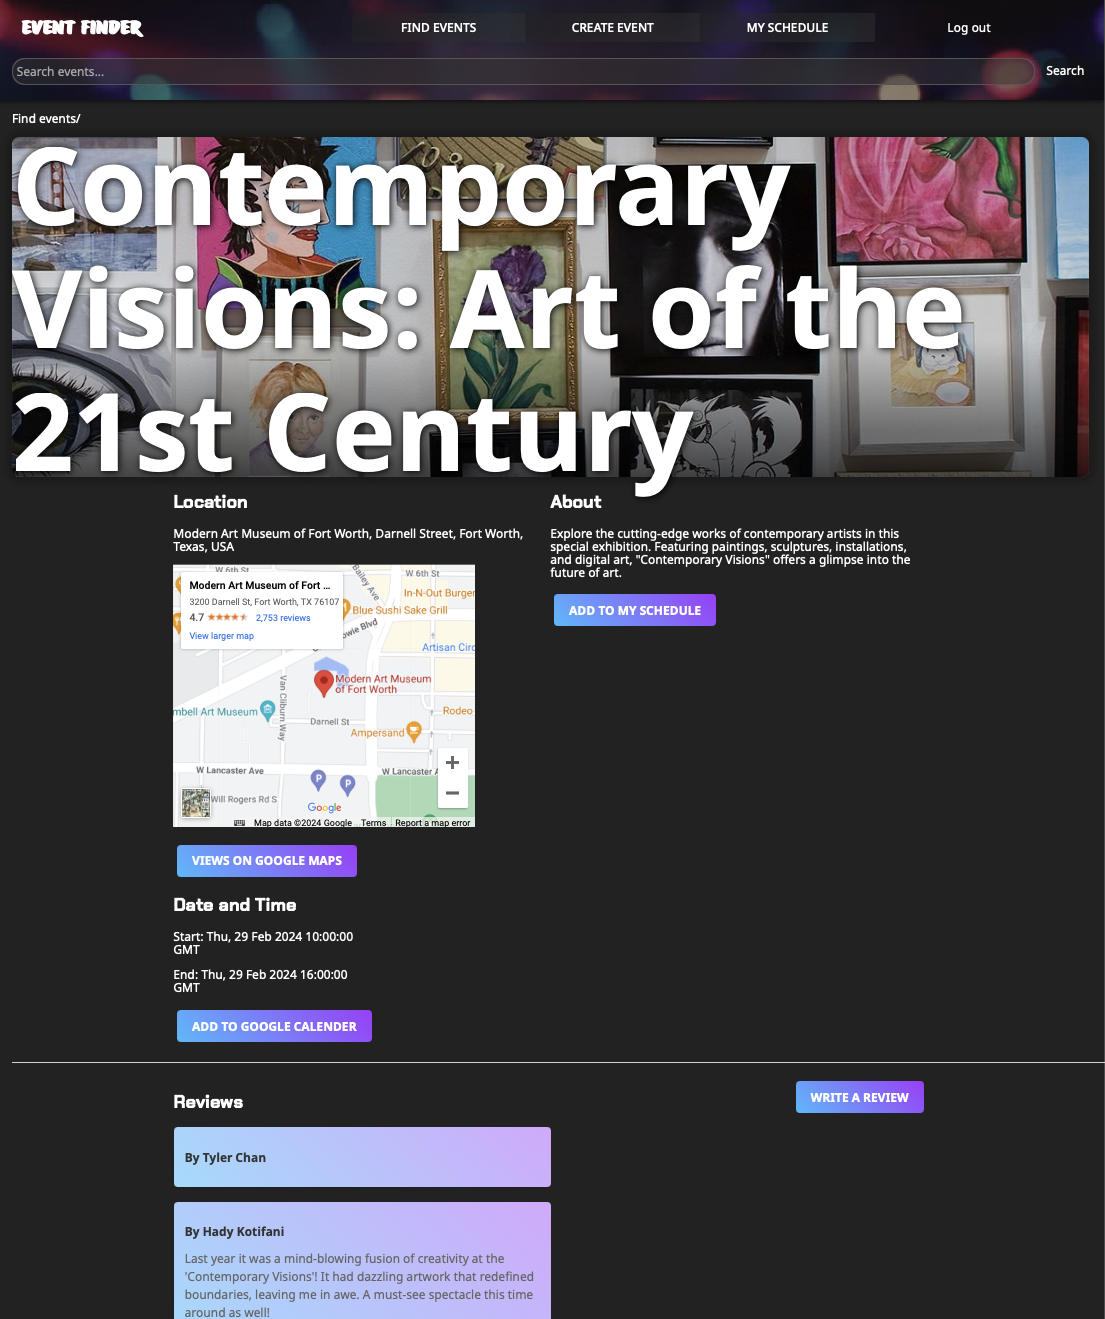 EVENT FINDER
FIND EVENTS
CREATE EVENT
MY SCHEDULE
Log out
Search events...
Search
Find events/
Contemporary
Visions: Art of the
21st Century
Location
Modern Art Museum of Fort Worth, Darnell Street, Fort Worth,
Texas, USA
W 6th St
Bailey Ave
W 6th St
Modern Art Museum of Fort ...
3200 Darnell St, Fort Worth, TX 76107
4.7
2,753 reviews
View larger map
In-N-Out Burger
Blue Sushi Sake Grill
owie Blvd
Artisan Circ
Modern Art Museum
of Fort Worth
Van Cliburn Way
mbell Art Museum
Rodeo
Darnell St
Ampersand
W Lancaster Ave
W Lancaster A
P
P
Will Rogers Rd S
Google
Map data ©2024 Google
Terms
Report a map error
VIEWS ON GOOGLE MAPS
Date and Time
Start: Thu, 29 Feb 2024 10:00:00
GMT
End: Thu, 29 Feb 2024 16:00:00
GMT
ADD TO GOOGLE CALENDER
About
Explore the cutting-edge works of contemporary artists in this
special exhibition. Featuring paintings, sculptures, installations,
and digital art, "Contemporary Visions" offers a glimpse into the
future of art.
ADD TO MY SCHEDULE
Reviews
WRITE A REVIEW
By Tyler Chan
By Hady Kotifani
Last year it was a mind-blowing fusion of creativity at the
'Contemporary Visions'! It had dazzling artwork that redefined
boundaries, leaving me in awe. A must-see spectacle this time
around as well!